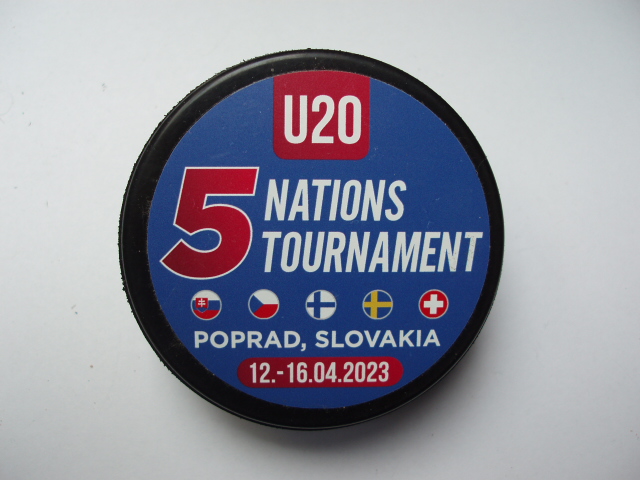 U20
5 NATIONS
TOURNAMENT
POPRAD, SLOVAKIA
12.-16.04.2023